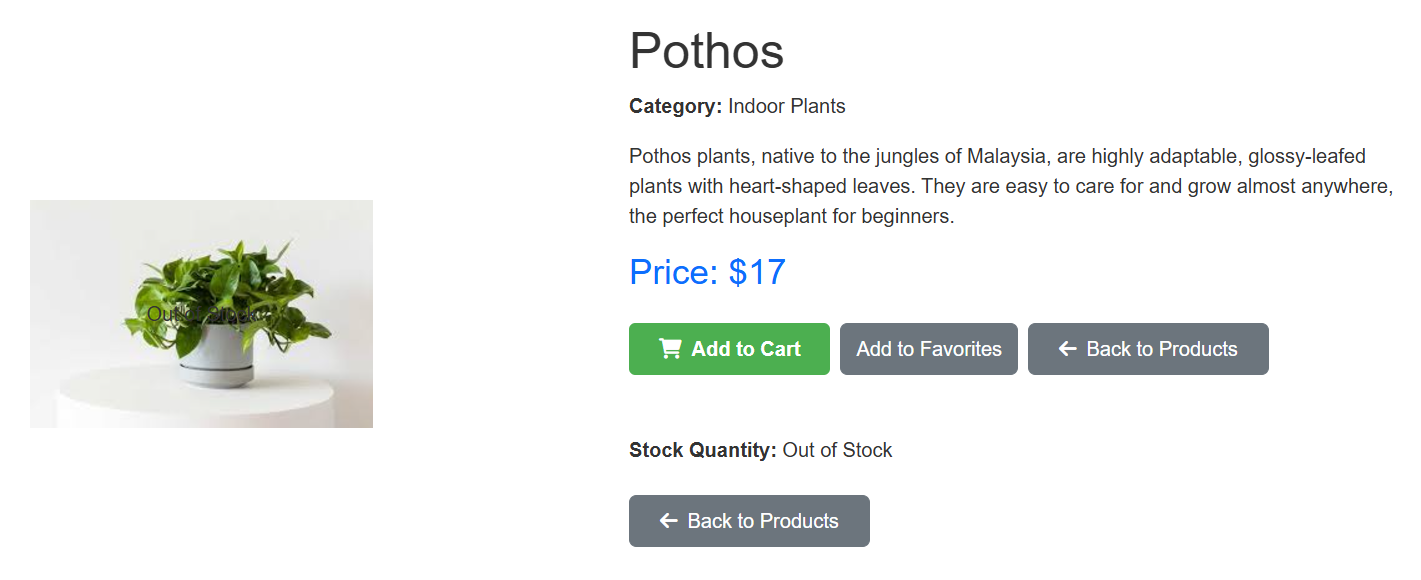 Pothos
Category: Indoor Plants
Pothos plants, native to the jungles of Malaysia, are highly adaptable, glossy-leafed
plants with heart-shaped leaves. They are easy to care for and grow almost anywhere,
the perfect houseplant for beginners.
Price: $17
Out of Stock
Add to Cart
Add to Favorites
Back to Products
Stock Quantity: Out of Stock
Back to Products